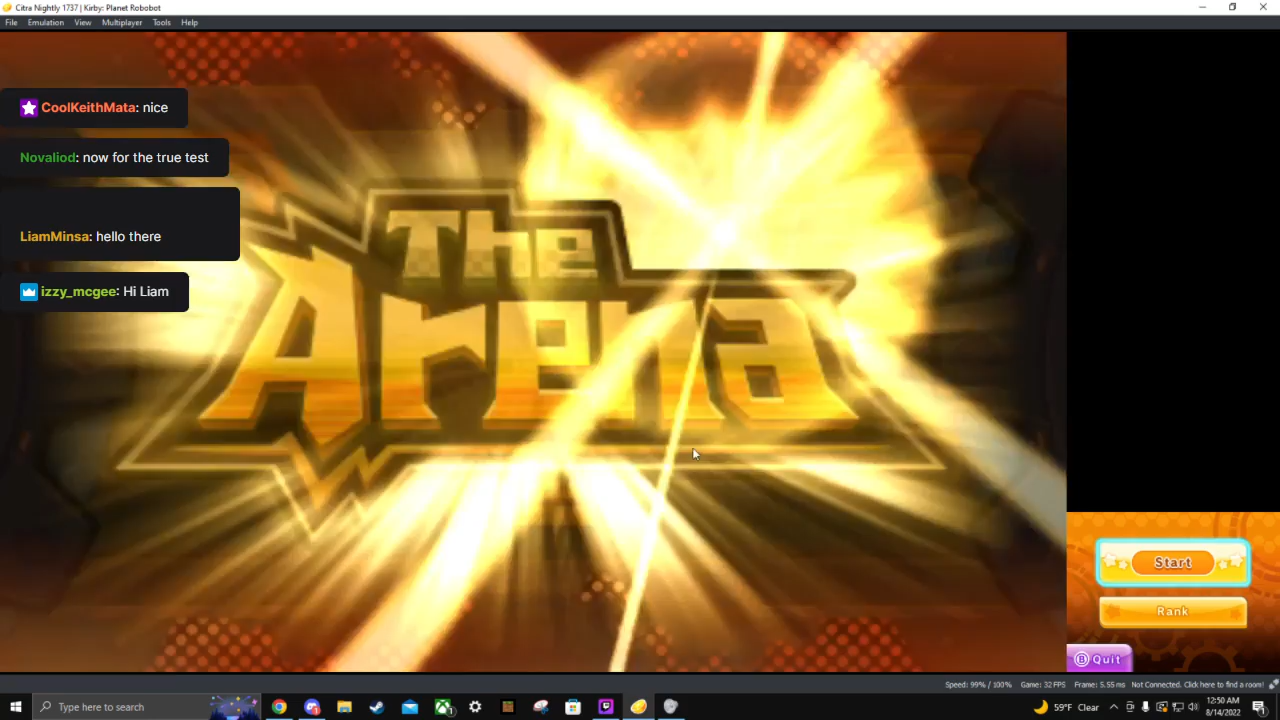 Citra Nightly 1737 | Kirby: Planet Robobot
File Emulation View Multiplayer Tools Help
CoolKeithMata: nice
Novaliod: now for the true test
LiamMinsa: hello there
izzy_mcgee: Hi Liam
The
Arena
Start
Rank
B Quit
Speed: 99% / 100% Game: 32 FPS Frame: 5.55 ms Not Connected. Click here to find a room!
Type here to search
59°F Clear
12:50 AM
8/14/2022